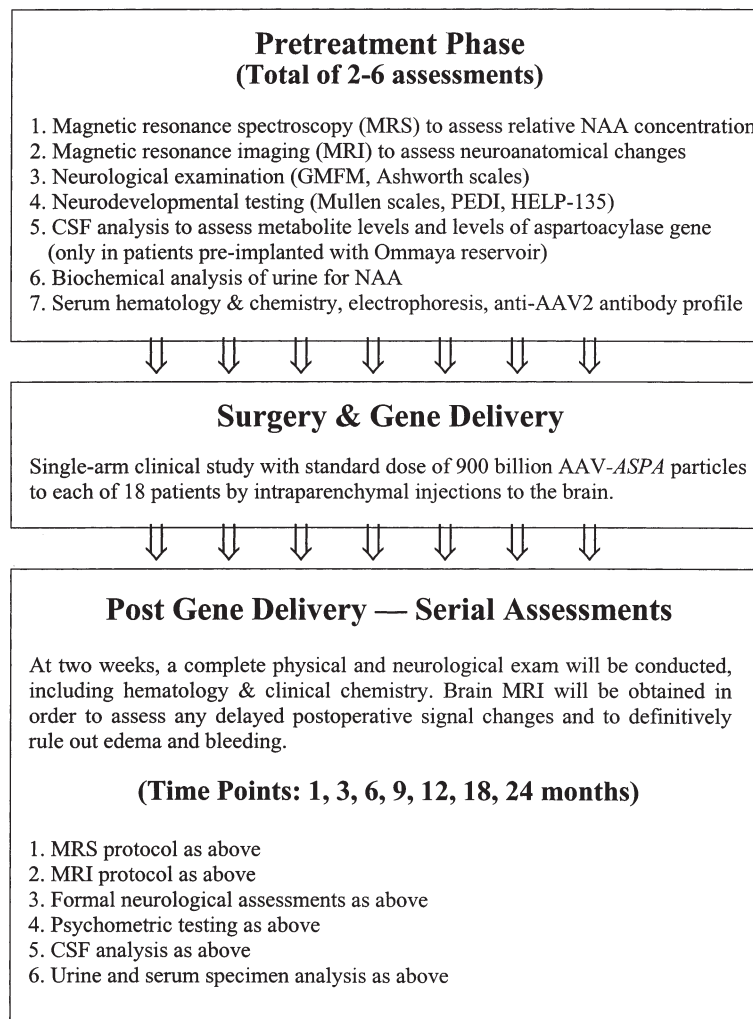 Pretreatment Phase
(Total of 2-6 assessments)
1. Magnetic resonance spectroscopy (MRS) to assess relative NAA concentration
2. Magnetic resonance imaging (MRI) to assess neuroanatomical changes
3. Neurological examination (GMFM, Ashworth scales)
4. Neurodevelopmental testing (Mullen scales, PEDI, HELP-135)
5. CSF analysis to assess metabolite levels and levels of aspartoacylase gene
(only in patients pre-implanted with Ommaya reservoir)
6. Biochemical analysis of urine for NAA
7. Serum hematology & chemistry, electrophoresis, anti-AAV2 antibody profile
Surgery & Gene Delivery
Single-arm clinical study with standard dose of 900 billion AAV-ASPA particles
to each of 18 patients by intraparenchymal injections to the brain.
Post Gene Delivery — Serial Assessments
At two weeks, a complete physical and neurological exam will be conducted,
including hematology & clinical chemistry. Brain MRI will be obtained in
order to assess any delayed postoperative signal changes and to definitively
rule out edema and bleeding.
(Time Points: 1, 3, 6, 9, 12, 18, 24 months)
1. MRS protocol as above
2. MRI protocol as above
3. Formal neurological assessments as above
4. Psychometric testing as above
5. CSF analysis as above
6. Urine and serum specimen analysis as above